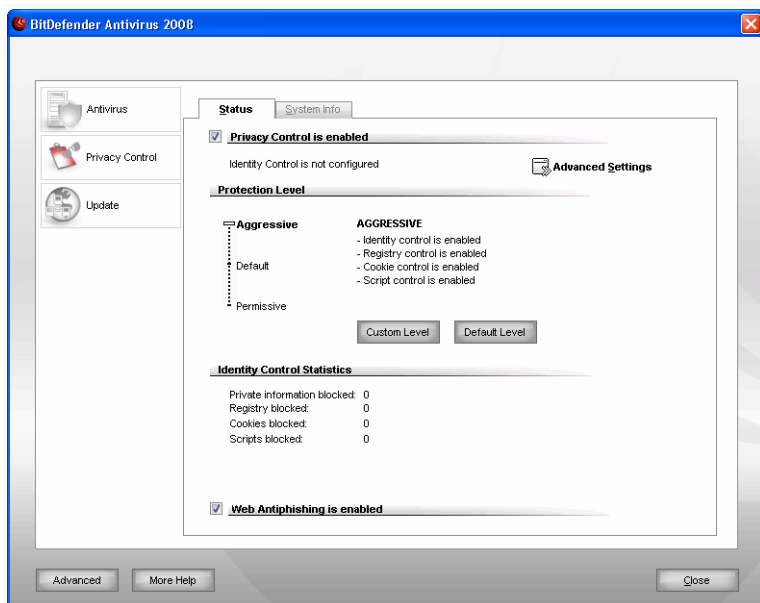 BitDefender Antivirus 2008
Antivirus
Privacy Control
Update
Status
System Info
Privacy Control is enabled
Identity Control is not configured
Advanced Settings
Protection Level
Aggressive
Default
Permissive
AGGRESSIVE
- Identity control is enabled
- Registry control is enabled
- Cookie control is enabled
- Script control is enabled
Custom Level
Default Level
Identity Control Statistics
Private information blocked: 0
Registry blocked: 0
Cookies blocked: 0
Scripts blocked: 0
Web Antiphishing is enabled
Advanced
More Help
Close